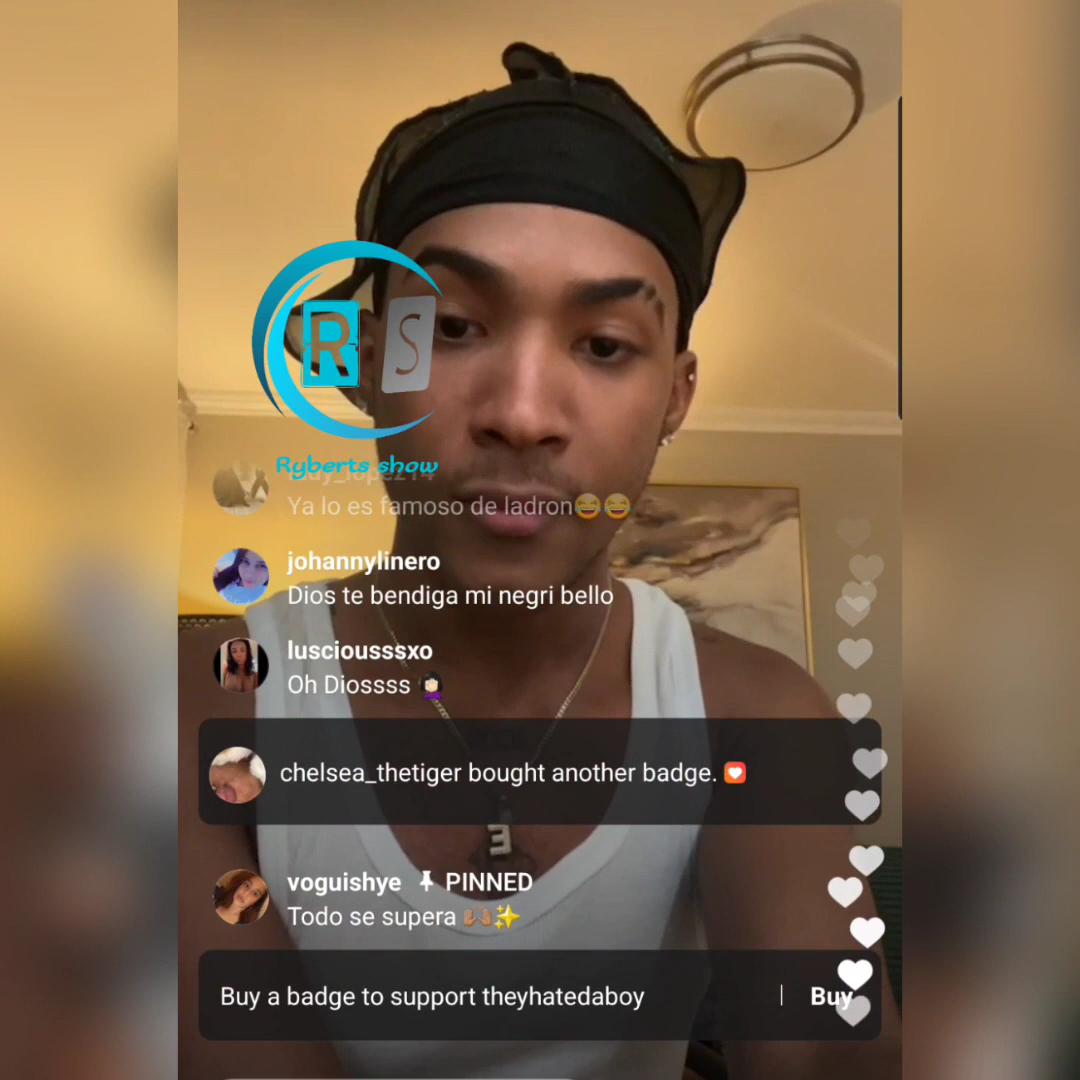 R S
Ryberts show
Ya lo es famoso de ladron😂😂
johannylinero
Dios te bendiga mi negri bello
lusciousssxo
Oh Diossss 🤦🏻‍♀️
chelsea_thetiger bought another badge.
voguishye 📌 PINNED
Todo se supera 🙌🏽✨
E
Buy a badge to support theyhatedaboy | Buy